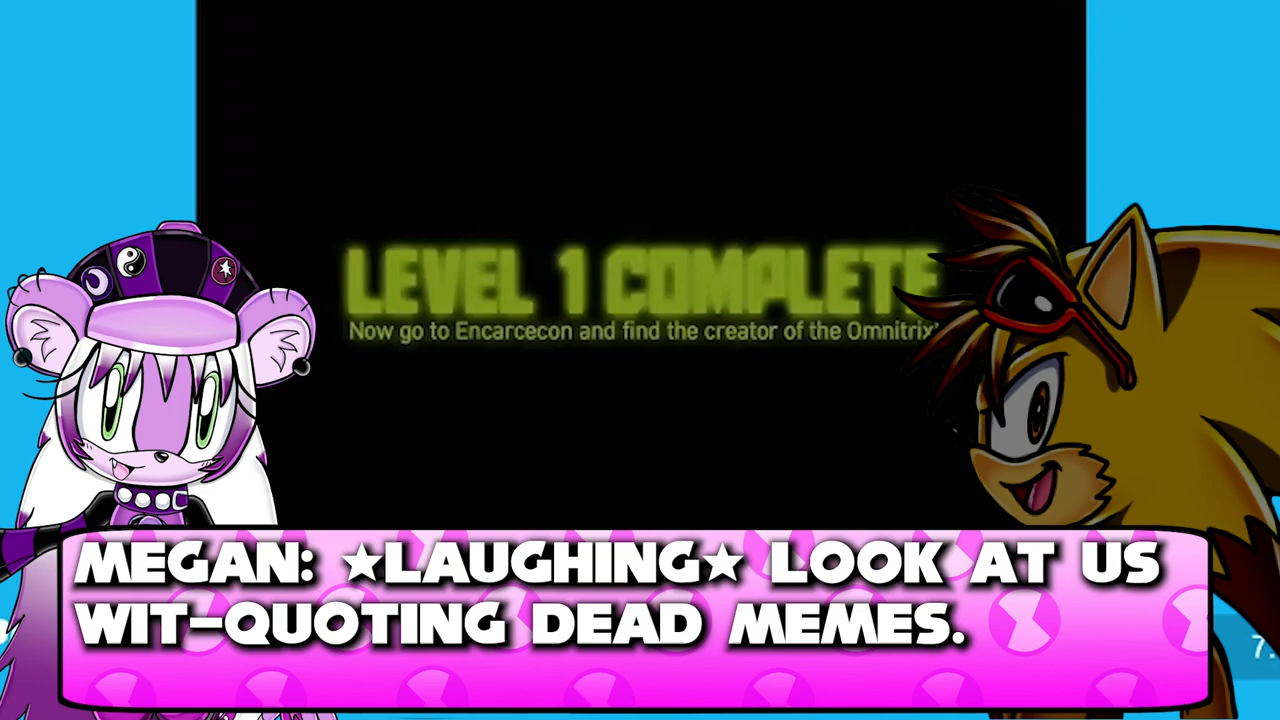 LEVEL 1 COMPLETE
Now go to Encarcecon and find the creator of the Omnitrix!
MEGAN: ★LAUGHING★ LOOK AT US
WIT-QUOTING DEAD MEMES.
7.